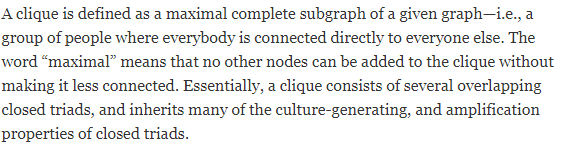 A clique is defined as a maximal complete subgraph of a given graph—i.e., a
group of people where everybody is connected directly to everyone else. The
word “maximal” means that no other nodes can be added to the clique without
making it less connected. Essentially, a clique consists of several overlapping
closed triads, and inherits many of the culture-generating, and amplification
properties of closed triads.